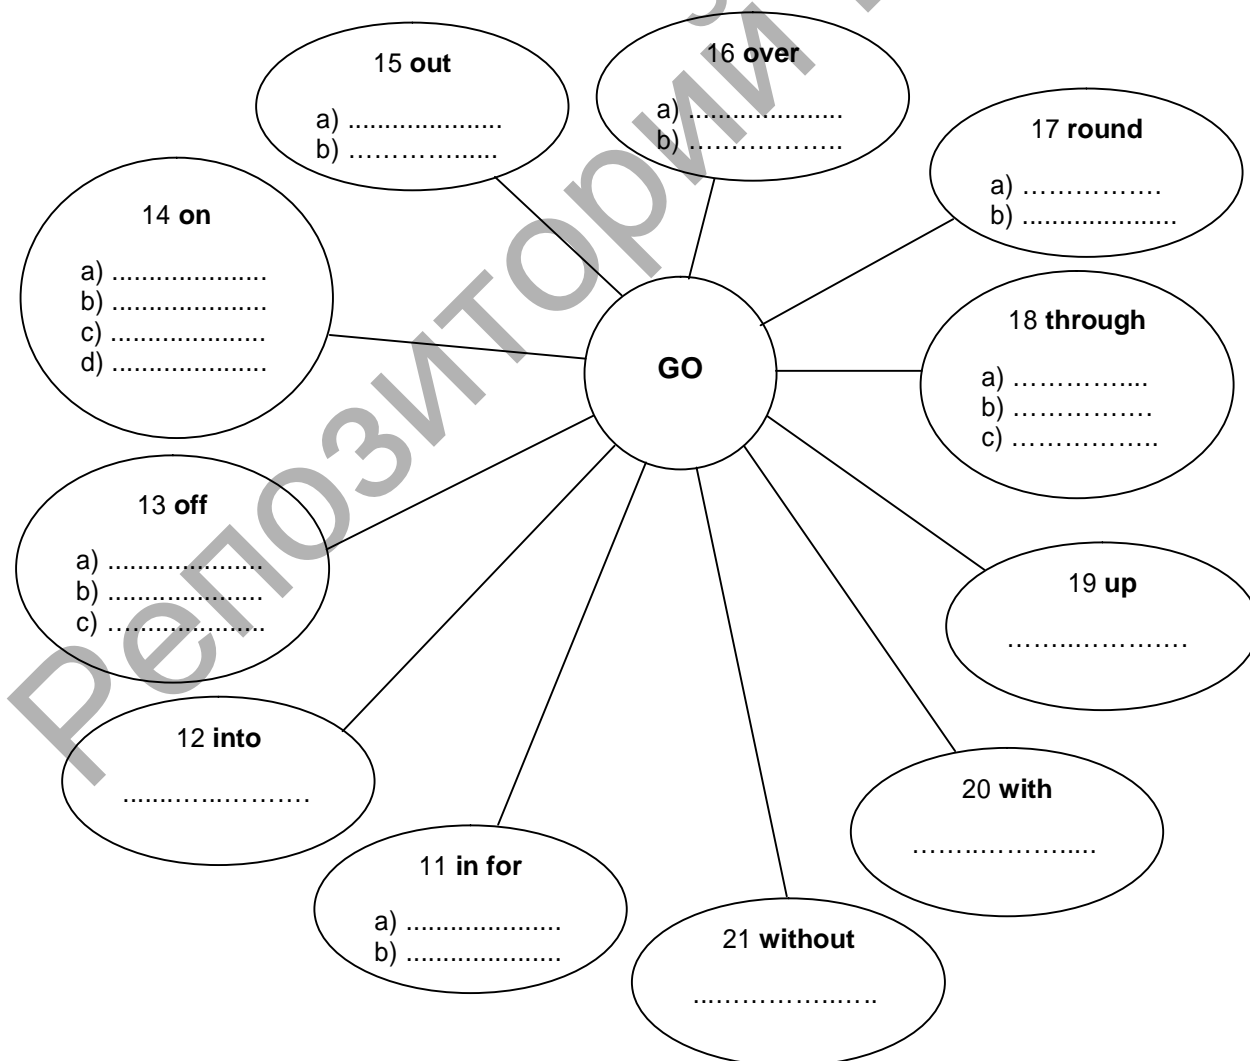 15 out
a) .....................
b) .....................
16 over
a) .....................
b) .....................
17 round
a) .....................
b) .....................
14 on
a) .....................
b) .....................
c) .....................
d) .....................
18 through
a) .....................
b) .....................
c) .....................
GO
13 off
a) .....................
b) .....................
c) .....................
19 up
.........................
12 into
.........................
20 with
.........................
11 in for
a) .....................
b) .....................
21 without
.........................
Репозиторий